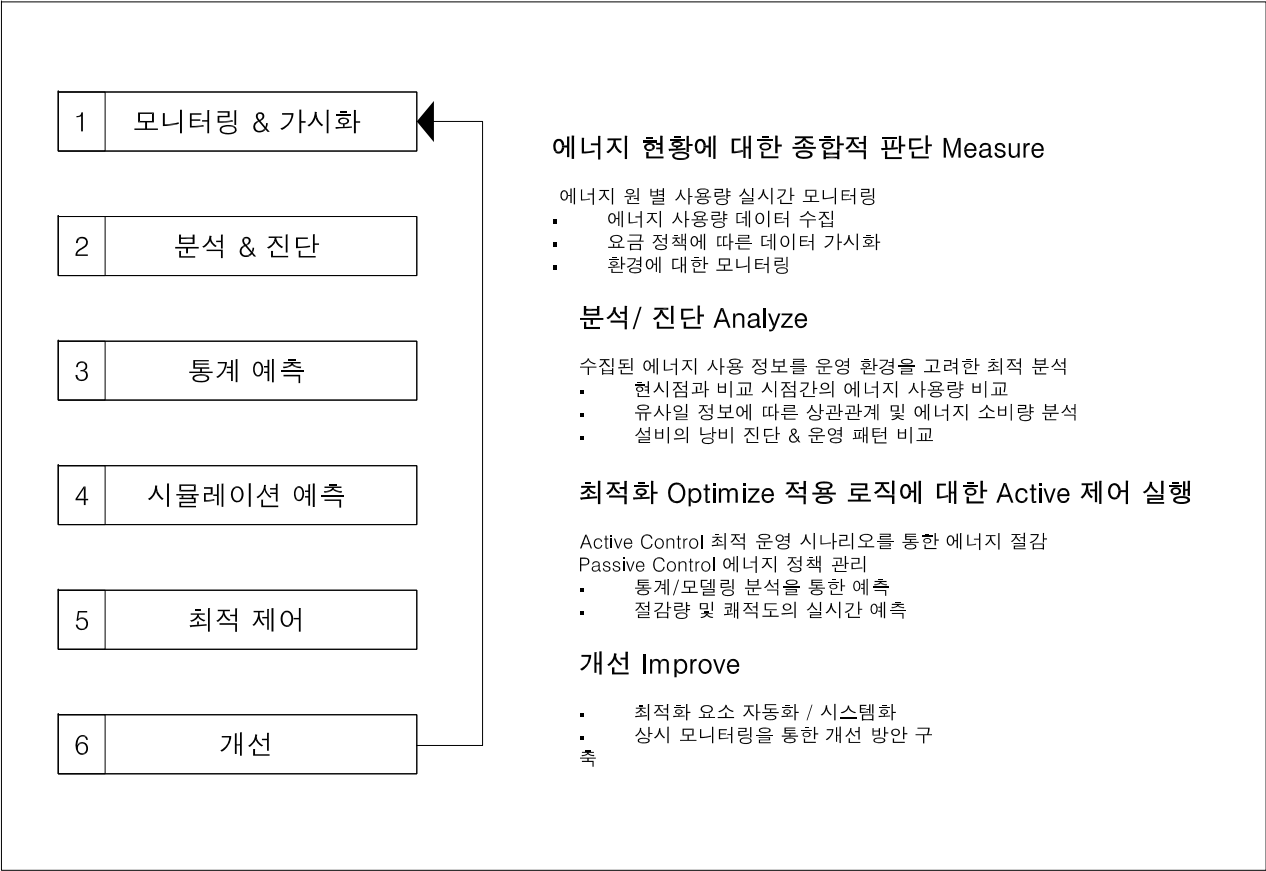 1 모니터링 & 가시화
2 분석 & 진단
3 통계 예측
4 시뮬레이션 예측
5 최적 제어
6 개선
에너지 현황에 대한 종합적 판단 Measure
에너지 원 별 사용량 실시간 모니터링
▪ 에너지 사용량 데이터 수집
▪ 요금 정책에 따른 데이터 가시화
▪ 환경에 대한 모니터링
분석/ 진단 Analyze
수집된 에너지 사용 정보를 운영 환경을 고려한 최적 분석
▪ 현시점과 비교 시점간의 에너지 사용량 비교
▪ 유사일 정보에 따른 상관관계 및 에너지 소비량 분석
▪ 설비의 낭비 진단 & 운영 패턴 비교
최적화 Optimize 적용 로직에 대한 Active 제어 실행
Active Control 최적 운영 시나리오를 통한 에너지 절감
Passive Control 에너지 정책 관리
▪ 통계/모델링 분석을 통한 예측
▪ 절감량 및 쾌적도의 실시간 예측
개선 Improve
▪ 최적화 요소 자동화 / 시스템화
▪ 상시 모니터링을 통한 개선 방안 구
축